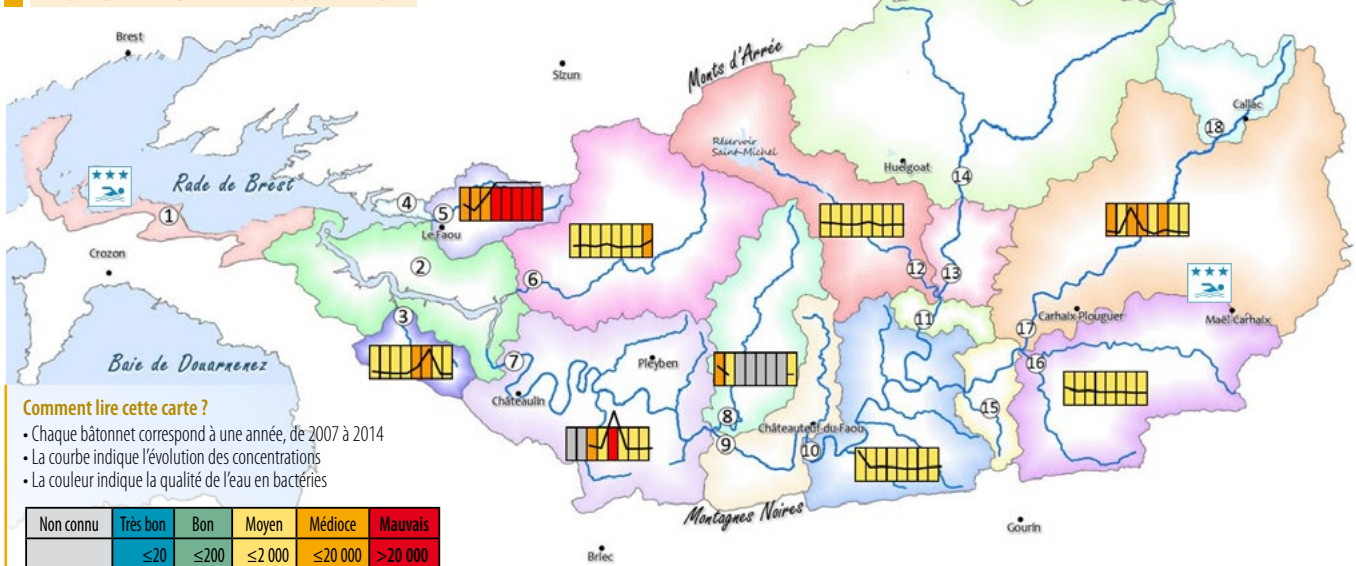 Brest
Sizun
Monts d'Arrée
Réservoir
Saint-Michel
Huelgoat
Callac
18
14
Rade de Brest
1
4
5
Le Faou
Crozon
2
6
12
13
3
11
17
Carhaix-Plouguer
Maël-Carhaix
16
Baie de Douarnenez
7
Pleyben
Châteaulin
8
Châteauneuf-du-Faou
15
9
10
Montagnes Noires
Gourin
Briec
Comment lire cette carte ?
• Chaque bâtonnet correspond à une année, de 2007 à 2014
• La courbe indique l'évolution des concentrations
• La couleur indique la qualité de l'eau en bactéries
Non connu Très bon Bon Moyen Médioce Mauvais
≤20 ≤200 ≤2 000 ≤20 000 >20 000